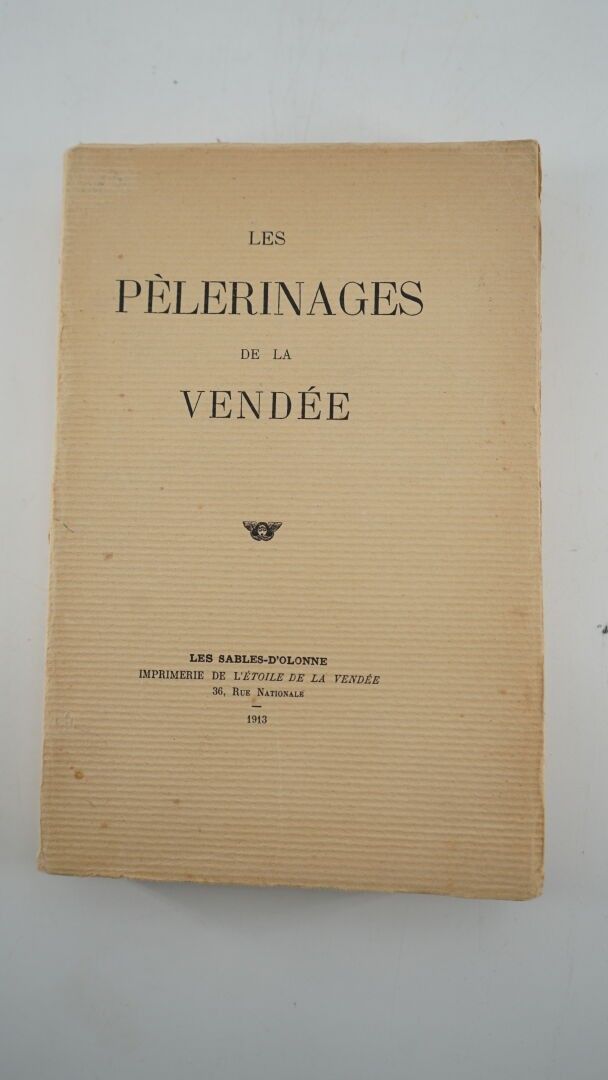 LES
PÈLERINAGES
DE LA
VENDÉE
LES SABLES-D'OLONNE
IMPRIMERIE DE L'ÉTOILE DE LA VENDÉE
36, RUE NATIONALE
—
1913